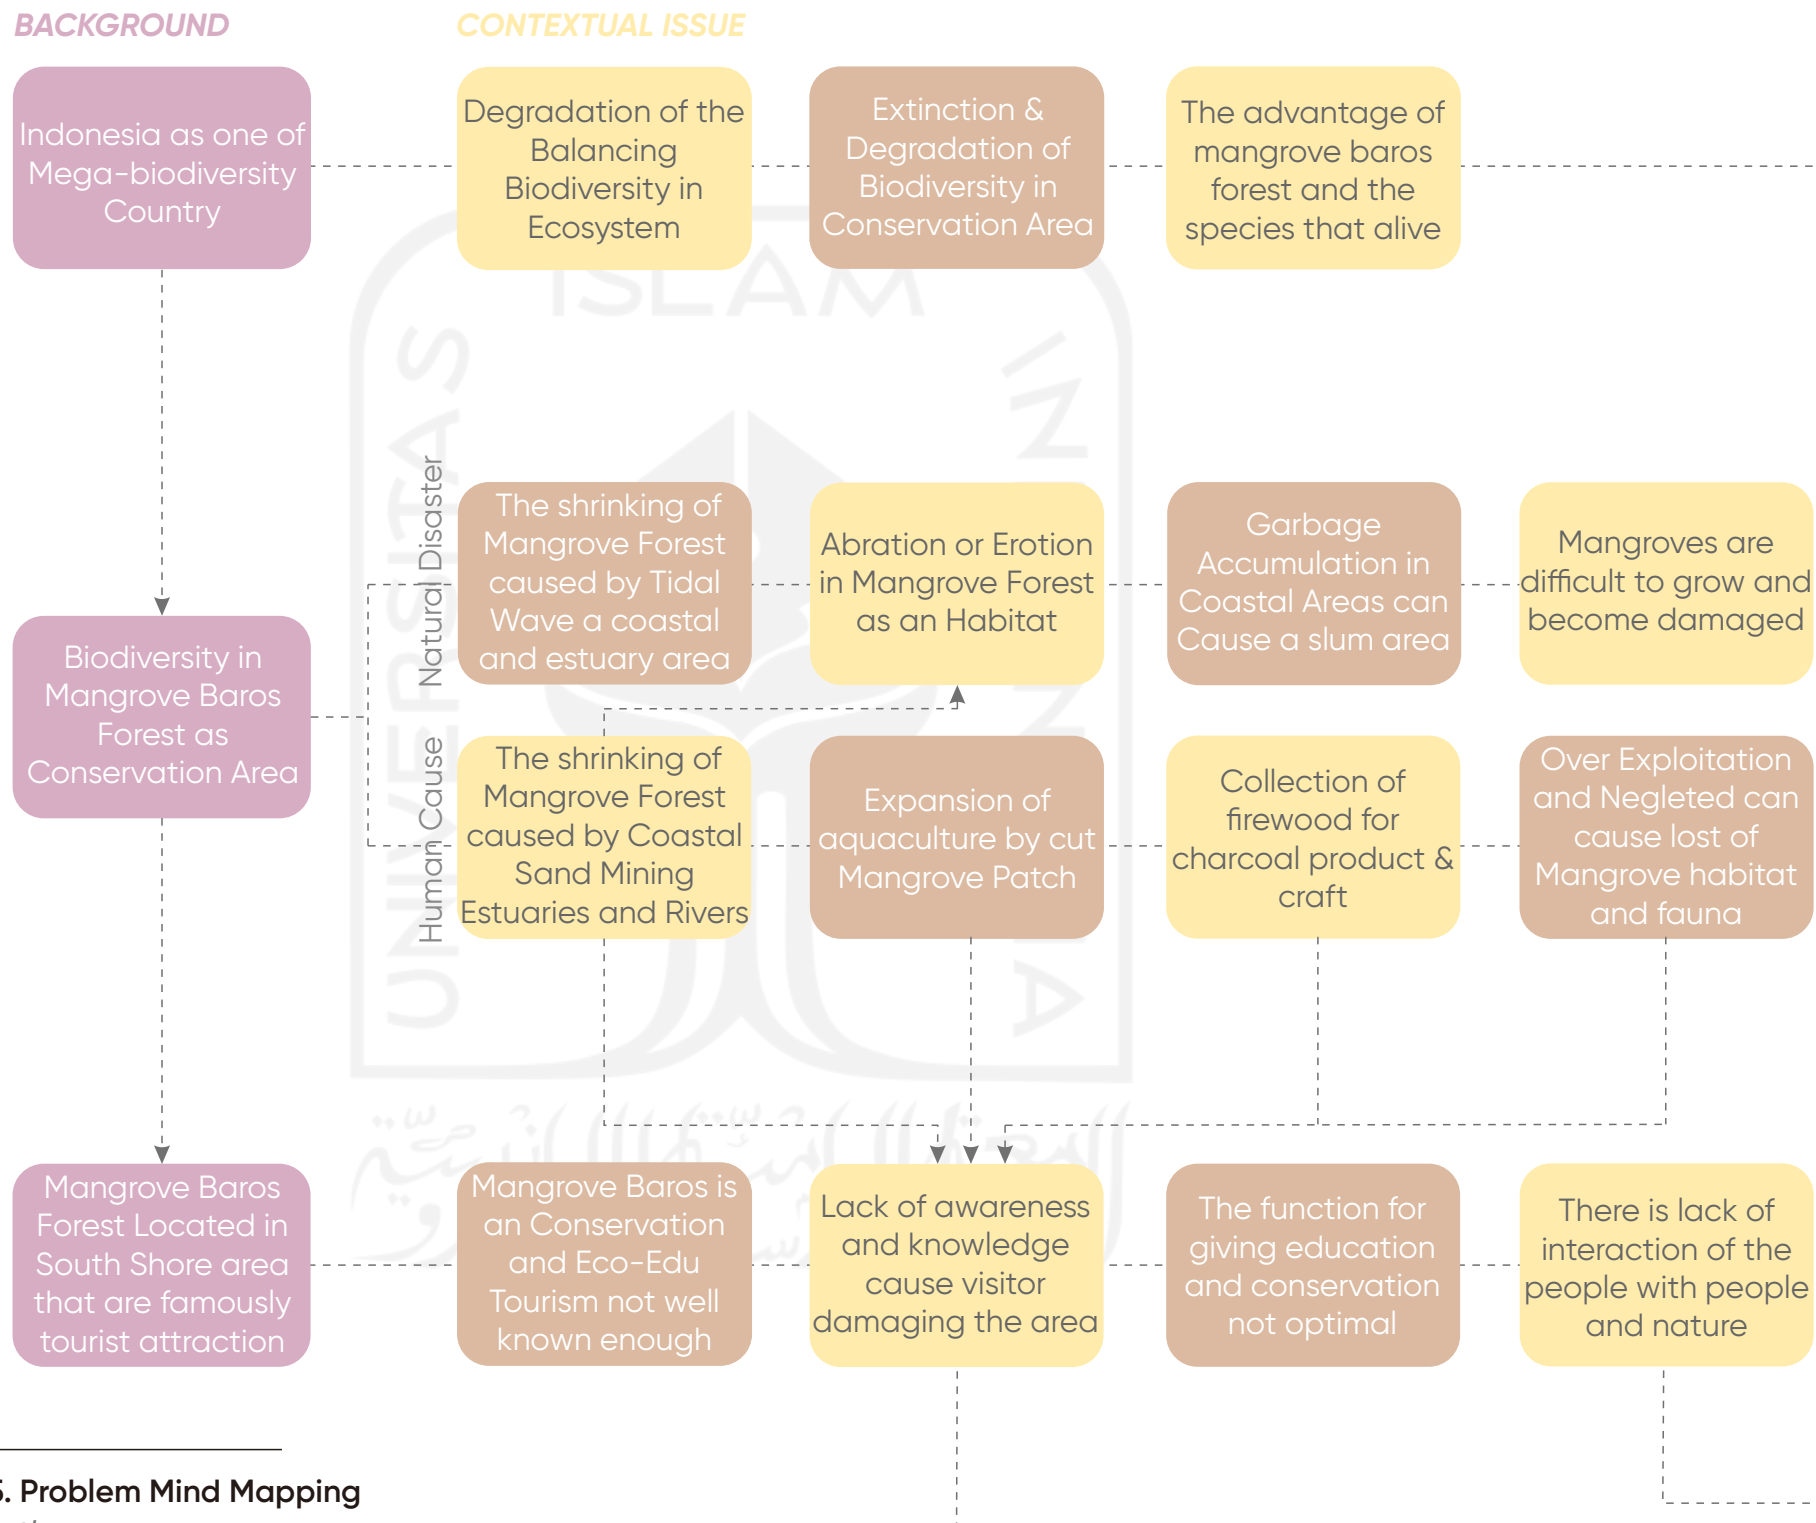 BACKGROUND
CONTEXTUAL ISSUE
Indonesia as one of
Mega-biodiversity
Country
Degradation of the
Balancing
Biodiversity in
Ecosystem
Extinction &
Degradation of
Biodiversity in
Conservation Area
The advantage of
mangrove baros
forest and the
species that alive
Natural Disaster
The shrinking of
Mangrove Forest
caused by Tidal
Wave a coastal
and estuary area
Abration or Erotion
in Mangrove Forest
as an Habitat
Garbage
Accumulation in
Coastal Areas can
Cause a slum area
Mangroves are
difficult to grow and
become damaged
Biodiversity in
Mangrove Baros
Forest as
Conservation Area
Human Cause
The shrinking of
Mangrove Forest
caused by Coastal
Sand Mining
Estuaries and Rivers
Expansion of
aquaculture by cut
Mangrove Patch
Collection of
firewood for
charcoal product &
craft
Over Exploitation
and Negleted can
cause lost of
Mangrove habitat
and fauna
Mangrove Baros
Forest Located in
South Shore area
that are famously
tourist attraction
Mangrove Baros is
an Conservation
and Eco-Edu
Tourism not well
known enough
Lack of awareness
and knowledge
cause visitor
damaging the area
The function for
giving education
and conservation
not optimal
There is lack of
interaction of the
people with people
and nature
. Problem Mind Mapping
UNIVERSITAS
ISLAM